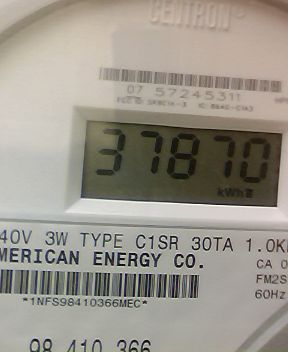 CENTRON®
07 57245311
37870
kWh
40V 3W TYPE C1SR 30TA 1.0K
MERICAN ENERGY CO.
CA 0
FM2S
60Hz
*1NFS98410366MEC*
98 410 366